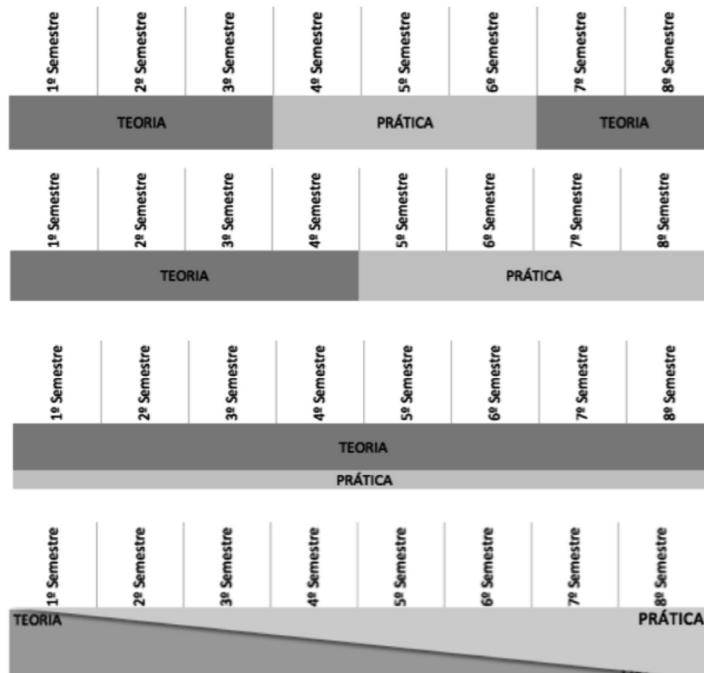 1º Semestre
2º Semestre
3º Semestre
4º Semestre
5º Semestre
6º Semestre
7º Semestre
8º Semestre
TEORIA
PRÁTICA
TEORIA
1º Semestre
2º Semestre
3º Semestre
4º Semestre
5º Semestre
6º Semestre
7º Semestre
8º Semestre
TEORIA
PRÁTICA
1º Semestre
2º Semestre
3º Semestre
4º Semestre
5º Semestre
6º Semestre
7º Semestre
8º Semestre
TEORIA
PRÁTICA
1º Semestre
2º Semestre
3º Semestre
4º Semestre
5º Semestre
6º Semestre
7º Semestre
8º Semestre
TEORIA
PRÁTICA